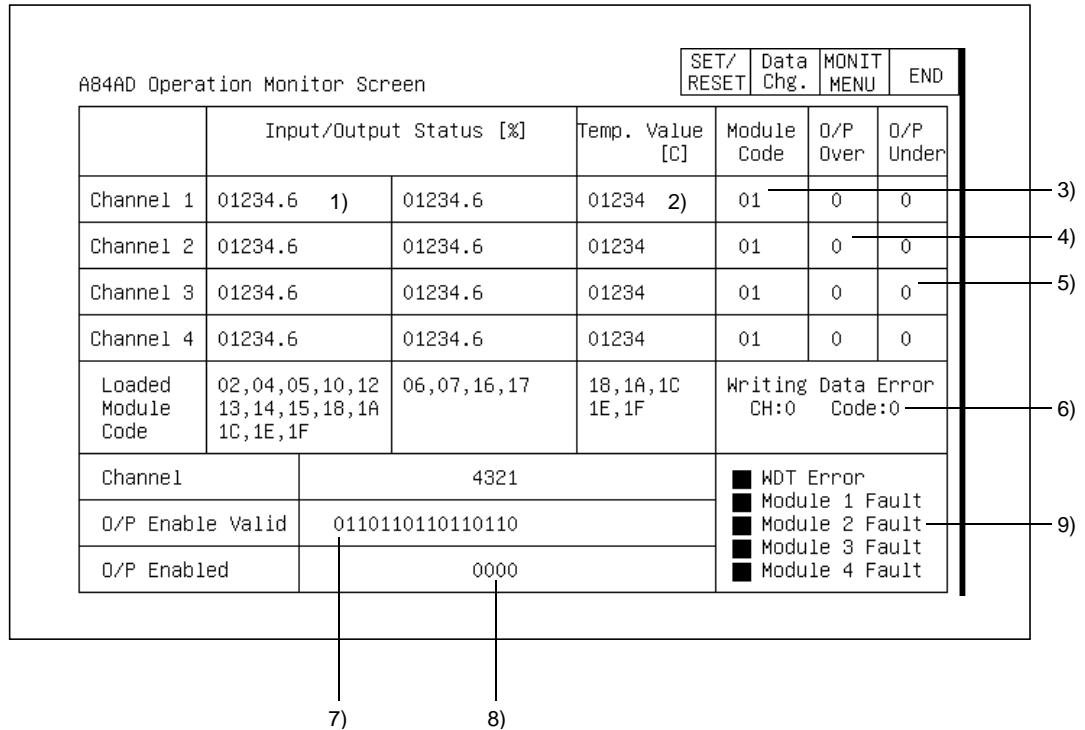 A84AD Operation Monitor Screen
SET/ RESET
Data Chg.
MONIT MENU
END
Input/Output Status [%]
Temp. Value [C]
Module Code
O/P Over
O/P Under
Channel 1 01234.6 1) 01234.6 01234 2) 01 0 0
3)
Channel 2 01234.6 01234.6 01234 01 0 0
4)
Channel 3 01234.6 01234.6 01234 01 0 0
5)
Channel 4 01234.6 01234.6 01234 01 0 0
Loaded
Module
Code
02,04,05,10,12
13,14,15,18,1A
1C,1E,1F
06,07,16,17
18,1A,1C
1E,1F
Writing Data Error
CH:0 Code:0
6)
Channel 4321
O/P Enable Valid 0110110110110110
O/P Enabled 0000
WDT Error
Module 1 Fault
Module 2 Fault
Module 3 Fault
Module 4 Fault
9)
7) 8)